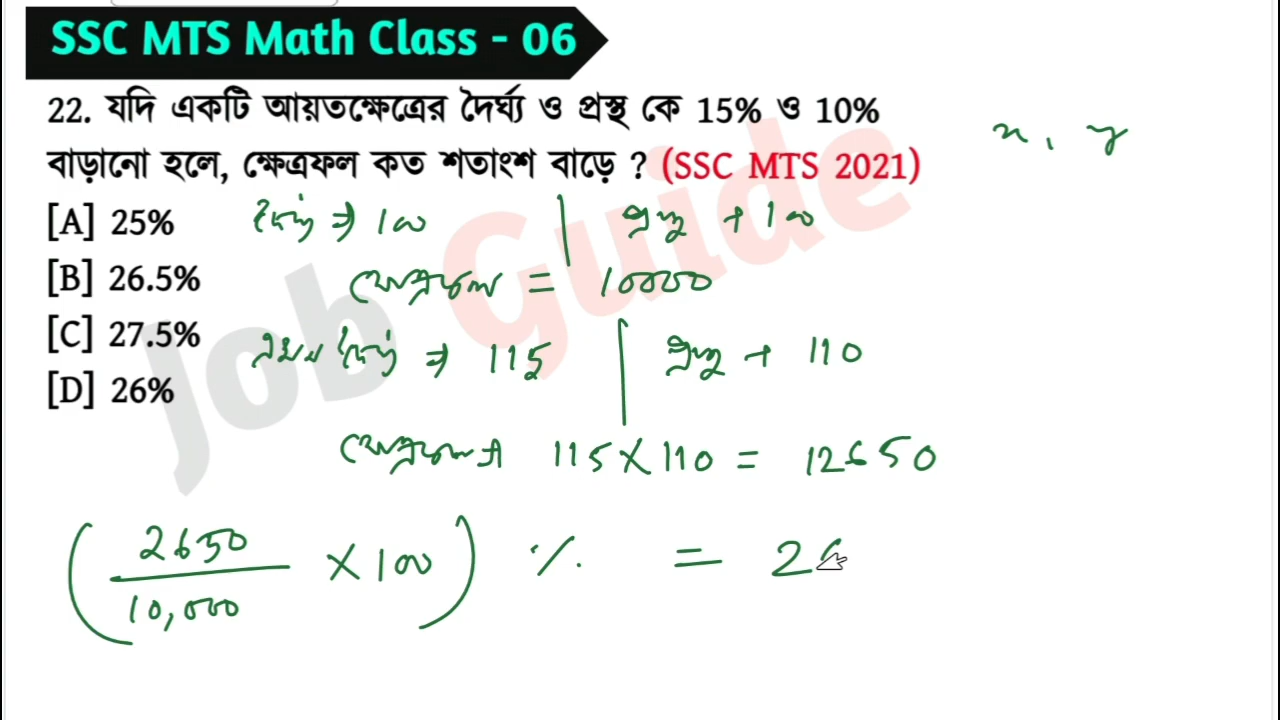 SSC MTS Math Class - 06
22. যদি একটি আয়তক্ষেত্রের দৈর্ঘ্য ও প্রস্থ কে 15% ও 10%
বাড়ানো হলে, ক্ষেত্রফল কত শতাংশ বাড়ে ? (SSC MTS 2021)
x, y
[A] 25%
দৈর্ঘ্য ⇒ 100 | প্রস্থ → 100
[B] 26.5%
ক্ষেত্রফল = 10000
[C] 27.5%
এখন দৈর্ঘ্য ⇒ 115 | প্রস্থ → 110
[D] 26%
ক্ষেত্রফল → 115 × 110 = 12650
(2650 / 10,000 × 100) % = 26
Job Guide